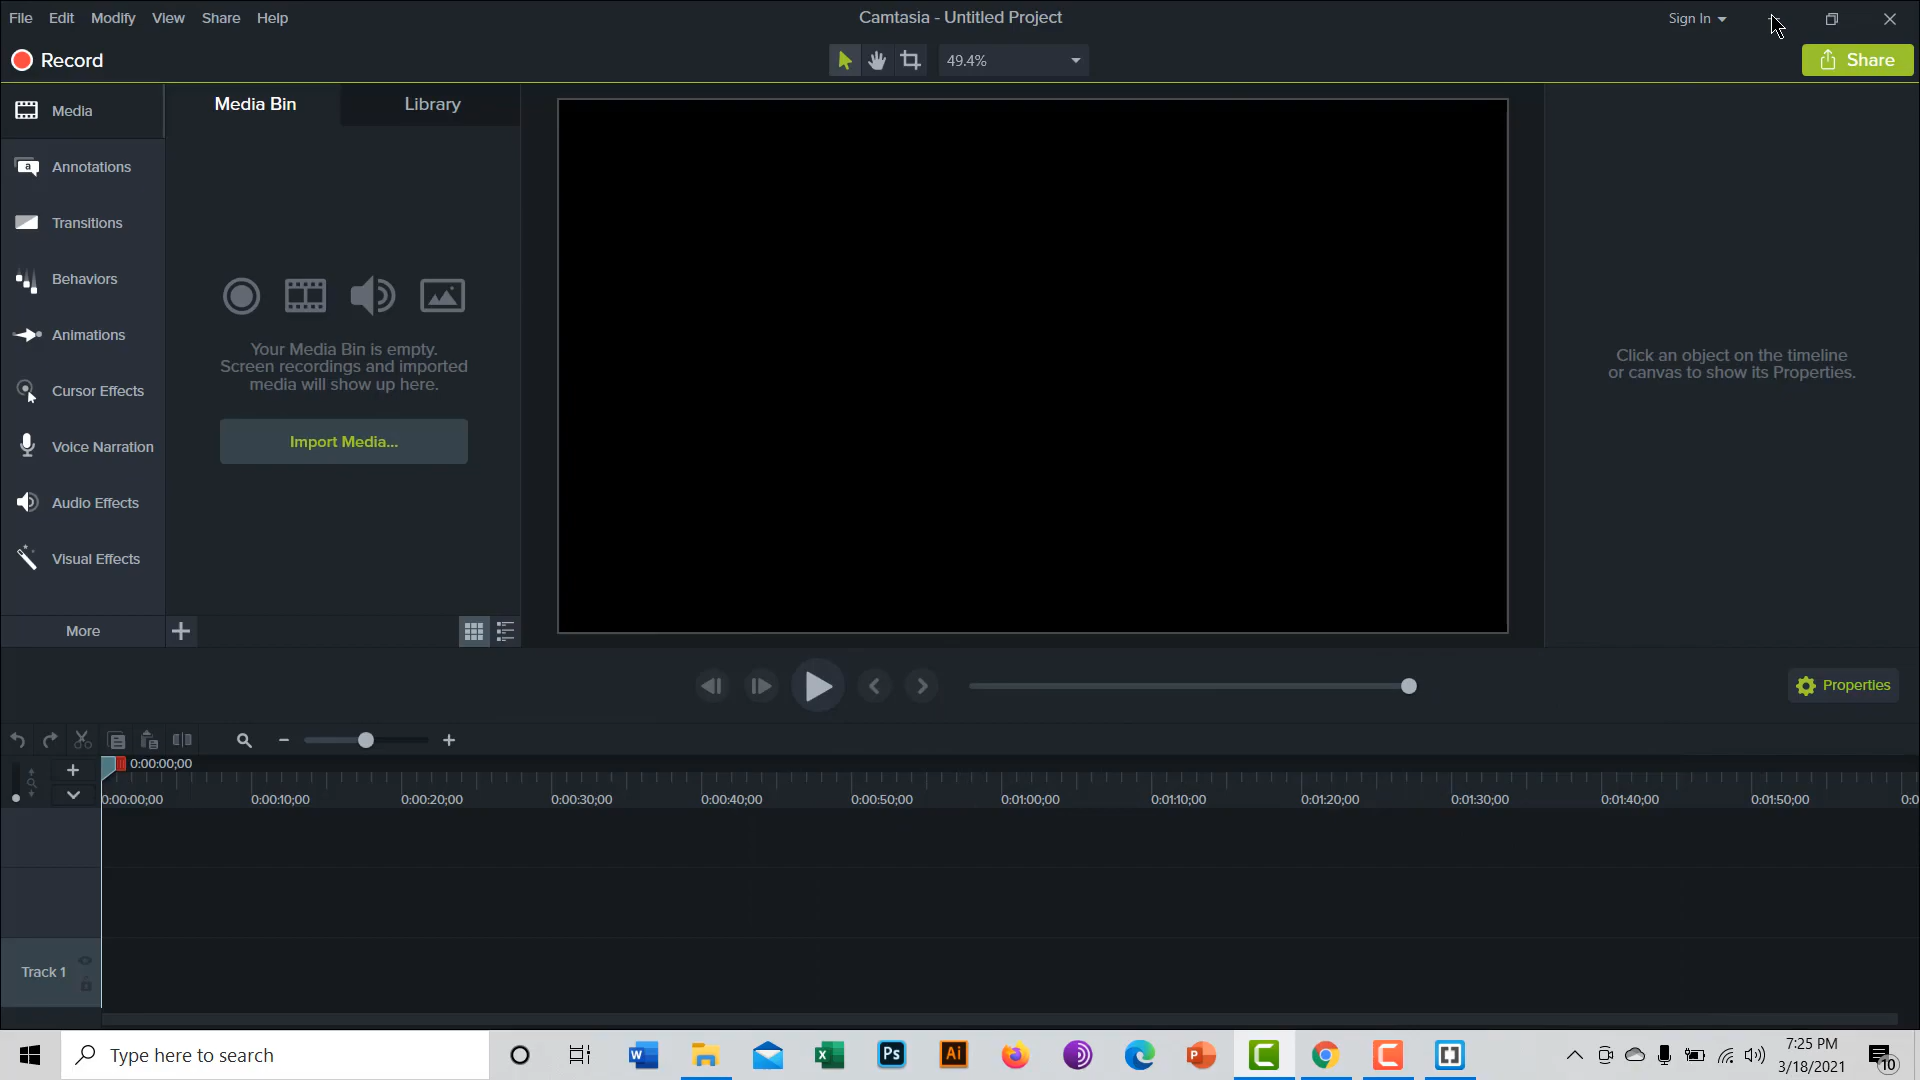 File Edit Modify View Share Help
Camtasia - Untitled Project
Sign In
Record
49.4%
Share
Media
Annotations
Transitions
Behaviors
Animations
Cursor Effects
Voice Narration
Audio Effects
Visual Effects
More
Media Bin
Library
Your Media Bin is empty.
Screen recordings and imported
media will show up here.
Import Media...
Click an object on the timeline
or canvas to show its Properties.
Properties
0:00:00;00
0:00:00;00 0:00:10;00 0:00:20;00 0:00:30;00 0:00:40;00 0:00:50;00 0:01:00;00 0:01:10;00 0:01:20;00 0:01:30;00 0:01:40;00 0:01:50;00 0:0
Track 1
Type here to search
Ps
Ai
7:25 PM
3/18/2021
10